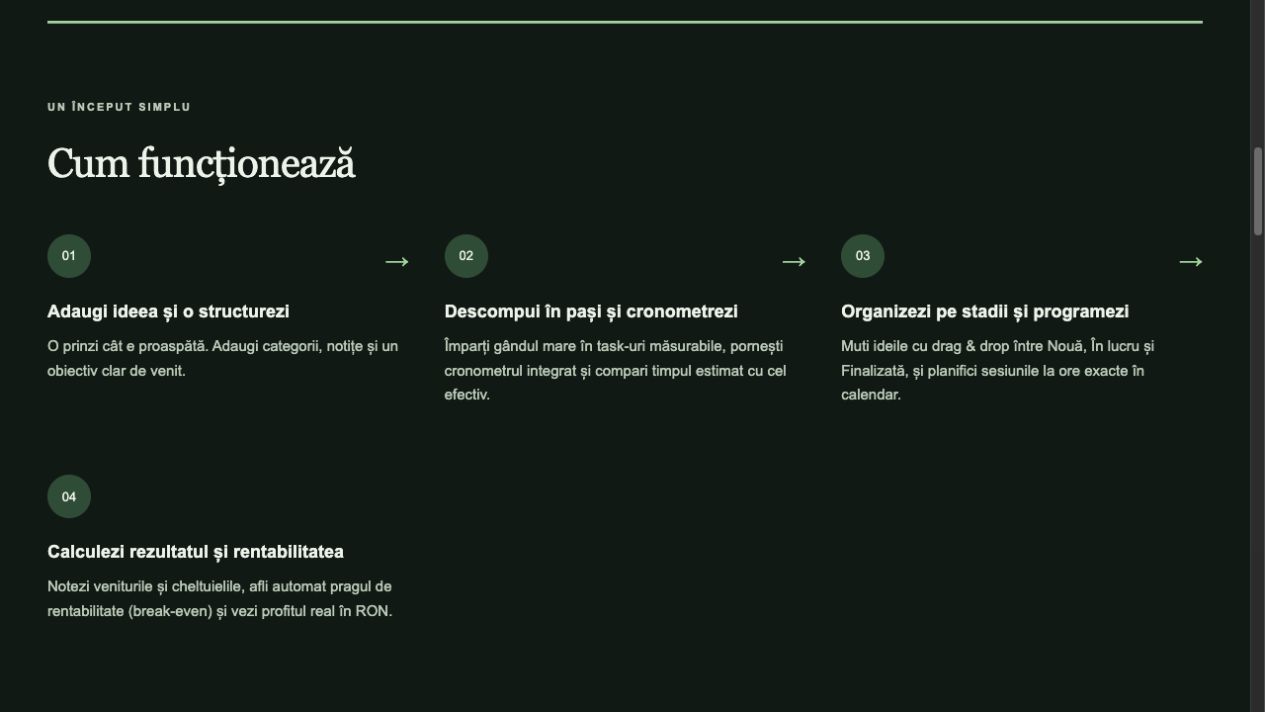 UN ÎNCEPUT SIMPLU
Cum funcționează
01
→
Adaugi ideea și o structurezi
O prinzi cât e proaspătă. Adaugi categorii, notițe și un
obiectiv clar de venit.
02
→
Descompui în pași și cronometrezi
Împarți gândul mare în task-uri măsurabile, pornești
cronometrul integrat și compari timpul estimat cu cel
efectiv.
03
→
Organizezi pe stadii și programezi
Muti ideile cu drag & drop între Nouă, În lucru și
Finalizată, și planifici sesiunile la ore exacte în
calendar.
04
Calculezi rezultatul și rentabilitatea
Notezi veniturile și cheltuielile, afli automat pragul de
rentabilitate (break-even) și vezi profitul real în RON.